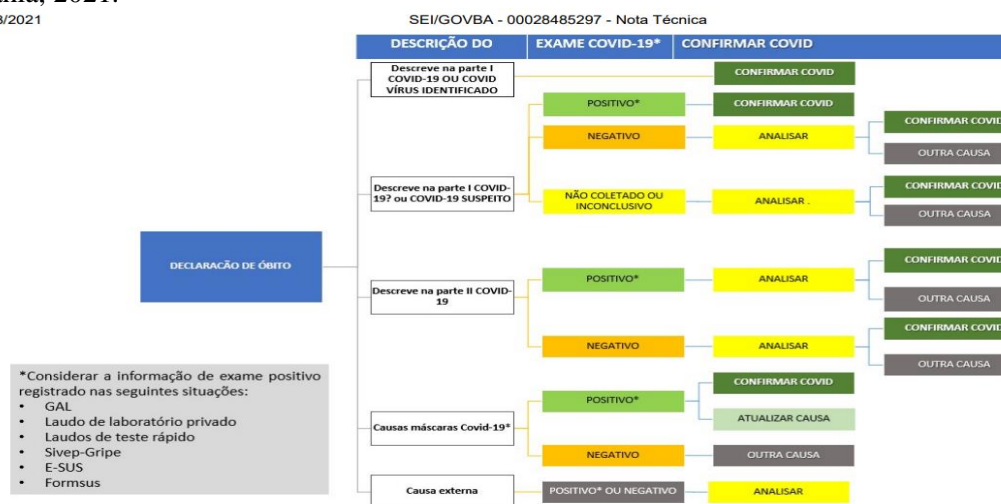 2021.
/2021
SEI/GOVBA - 00028485297 - Nota Técnica
DESCRIÇÃO DO
EXAME COVID-19*
CONFIRMAR COVID
Descreve na parte I
COVID-19 OU COVID
VÍRUS IDENTIFICADO
CONFIRMAR COVID
POSITIVO*
CONFIRMAR COVID
NEGATIVO
ANALISAR
CONFIRMAR COVID
OUTRA CAUSA
Descreve na parte I COVID-
19? ou COVID-19 SUSPEITO
NÃO COLETADO OU
INCONCLUSIVO
ANALISAR .
CONFIRMAR COVID
OUTRA CAUSA
DECLARACÃO DE ÓBITO
Descreve na parte II COVID-
19
POSITIVO*
ANALISAR
CONFIRMAR COVID
OUTRA CAUSA
NEGATIVO
ANALISAR
CONFIRMAR COVID
OUTRA CAUSA
Causas máscaras Covid-19*
POSITIVO*
CONFIRMAR COVID
ATUALIZAR CAUSA
NEGATIVO
OUTRA CAUSA
Causa externa
POSITIVO* OU NEGATIVO
ANALISAR
*Considerar a informação de exame positivo
registrado nas seguintes situações:
• GAL
• Laudo de laboratório privado
• Laudos de teste rápido
• Sivep-Gripe
• E-SUS
• Formsus